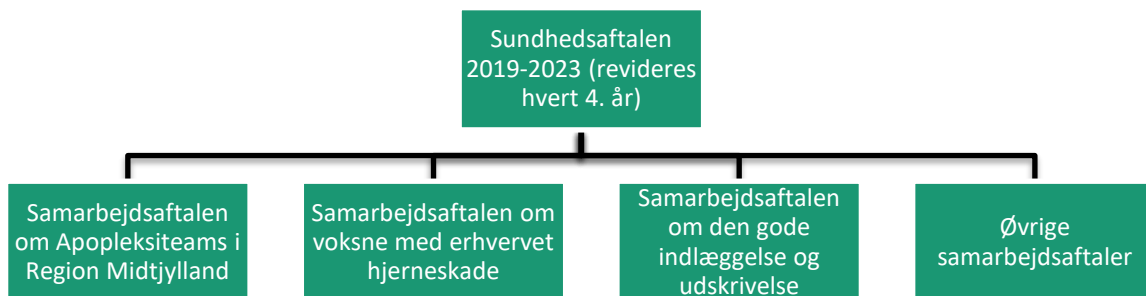 Sundhedsaftalen
2019-2023 (revideres
hvert 4. år)
Samarbejdsaftalen
om Apopleksiteams i
Region Midtjylland
Samarbejdsaftalen om
voksne med erhvervet
hjerneskade
Samarbejdsaftalen
om den gode
indlæggelse og
udskrivelse
Øvrige
samarbejdsaftaler